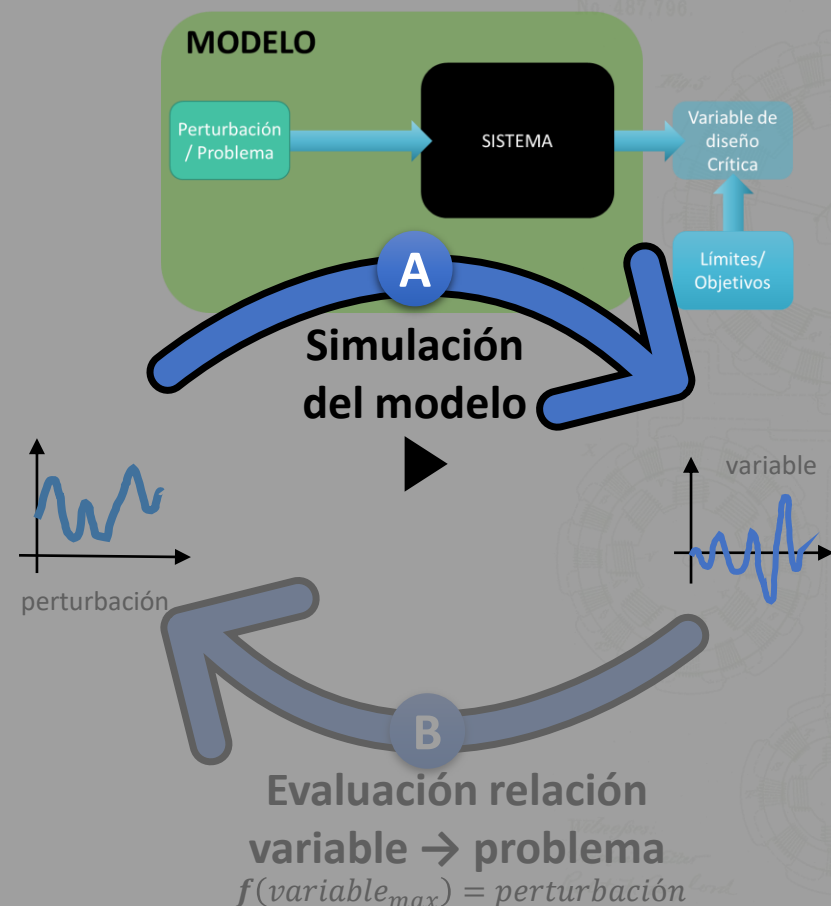 No. 487,796.
MODELO
Perturbación
/ Problema
SISTEMA
Variable de
diseño
Crítica
Límites/
Objetivos
A
Simulación
del modelo
variable
perturbación
B
Evaluación relación
variable → problema
f(variable_max) = perturbación